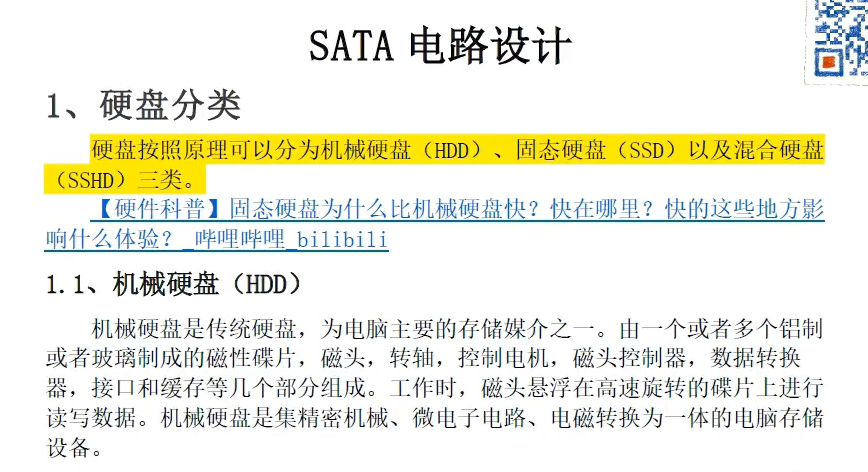 SATA 电路设计
1、硬盘分类
硬盘按照原理可以分为机械硬盘（HDD）、固态硬盘（SSD）以及混合硬盘
（SSHD）三类。
【硬件科普】固态硬盘为什么比机械硬盘快？快在哪里？快的这些地方影
响什么体验？_哔哩哔哩_bilibili
1.1、机械硬盘（HDD）
机械硬盘是传统硬盘，为电脑主要的存储媒介之一。由一个或者多个铝制
或者玻璃制成的磁性碟片，磁头，转轴，控制电机，磁头控制器，数据转换
器，接口和缓存等几个部分组成。工作时，磁头悬浮在高速旋转的碟片上进行
读写数据。机械硬盘是集精密机械、微电子电路、电磁转换为一体的电脑存储
设备。